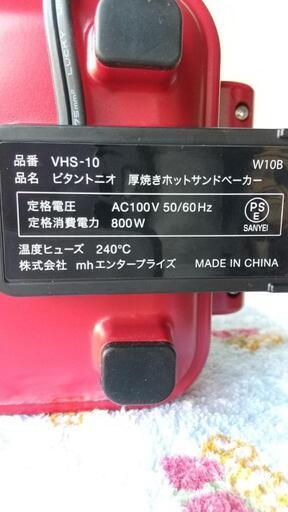 LUCKY
75mm²
品番 VHS-10 W10B
品名 ビタントニオ 厚焼きホットサンドベーカー
定格電圧 AC100V 50/60Hz
定格消費電力 800W
PS
E
SANYEI
温度ヒューズ 240℃
株式会社 mhエンタープライズ MADE IN CHINA